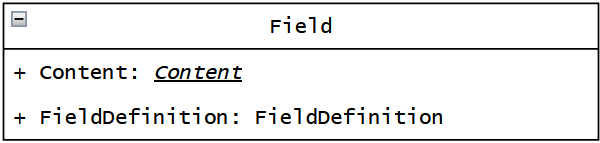 Field
+ Content: Content
+ FieldDefinition: FieldDefinition